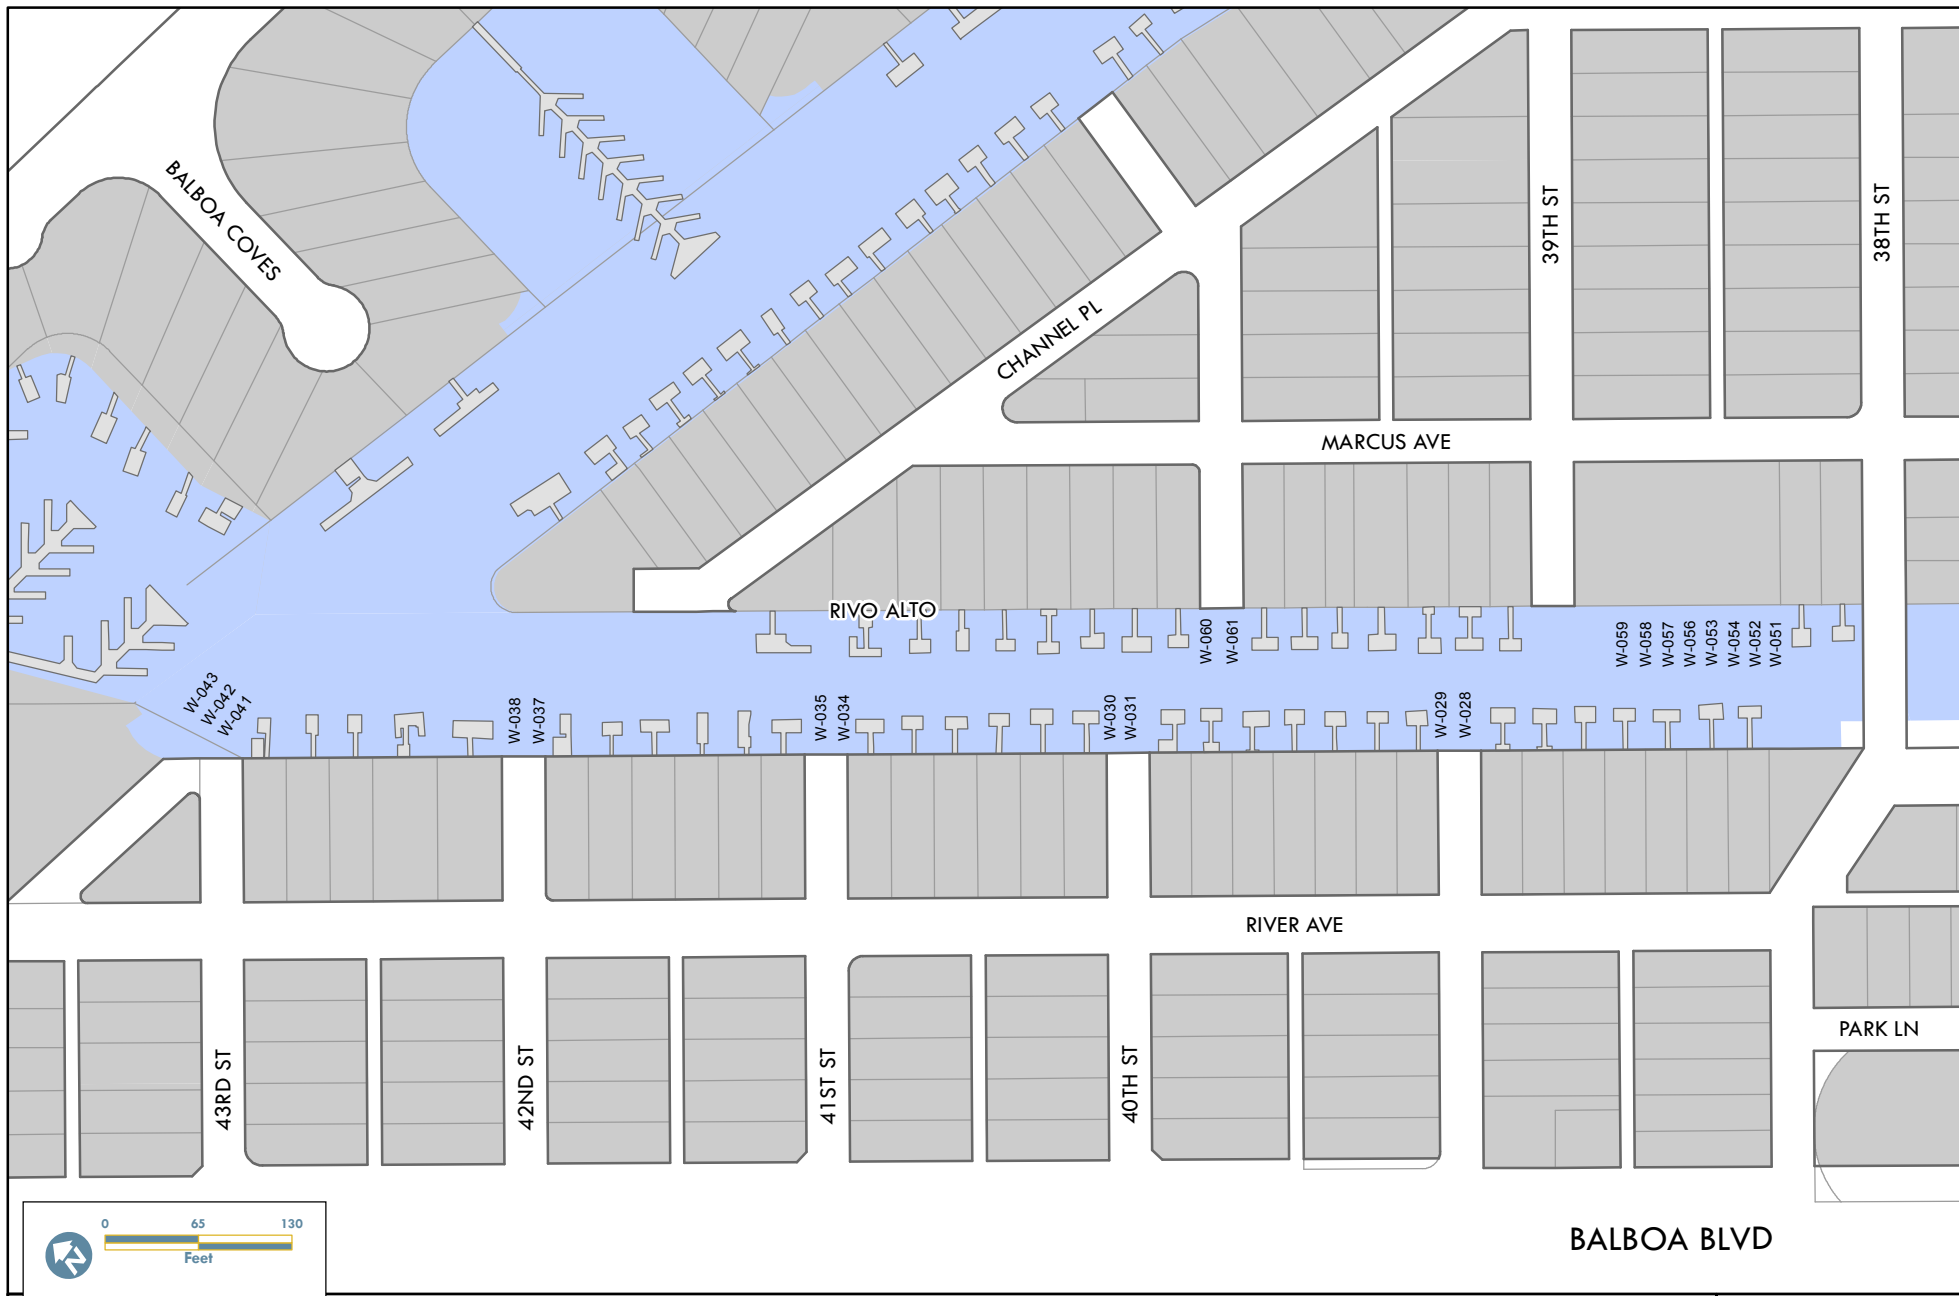 BALBOA COVES
39TH ST
38TH ST
CHANNEL PL
MARCUS AVE
RIVO ALTO
W-060
W-061
W-059
W-058
W-057
W-056
W-053
W-054
W-052
W-051
W-043
W-042
W-041
W-038
W-037
W-035
W-034
W-030
W-031
W-029
W-028
RIVER AVE
PARK LN
43RD ST
42ND ST
41ST ST
40TH ST
0 65 130
Feet
N
BALBOA BLVD